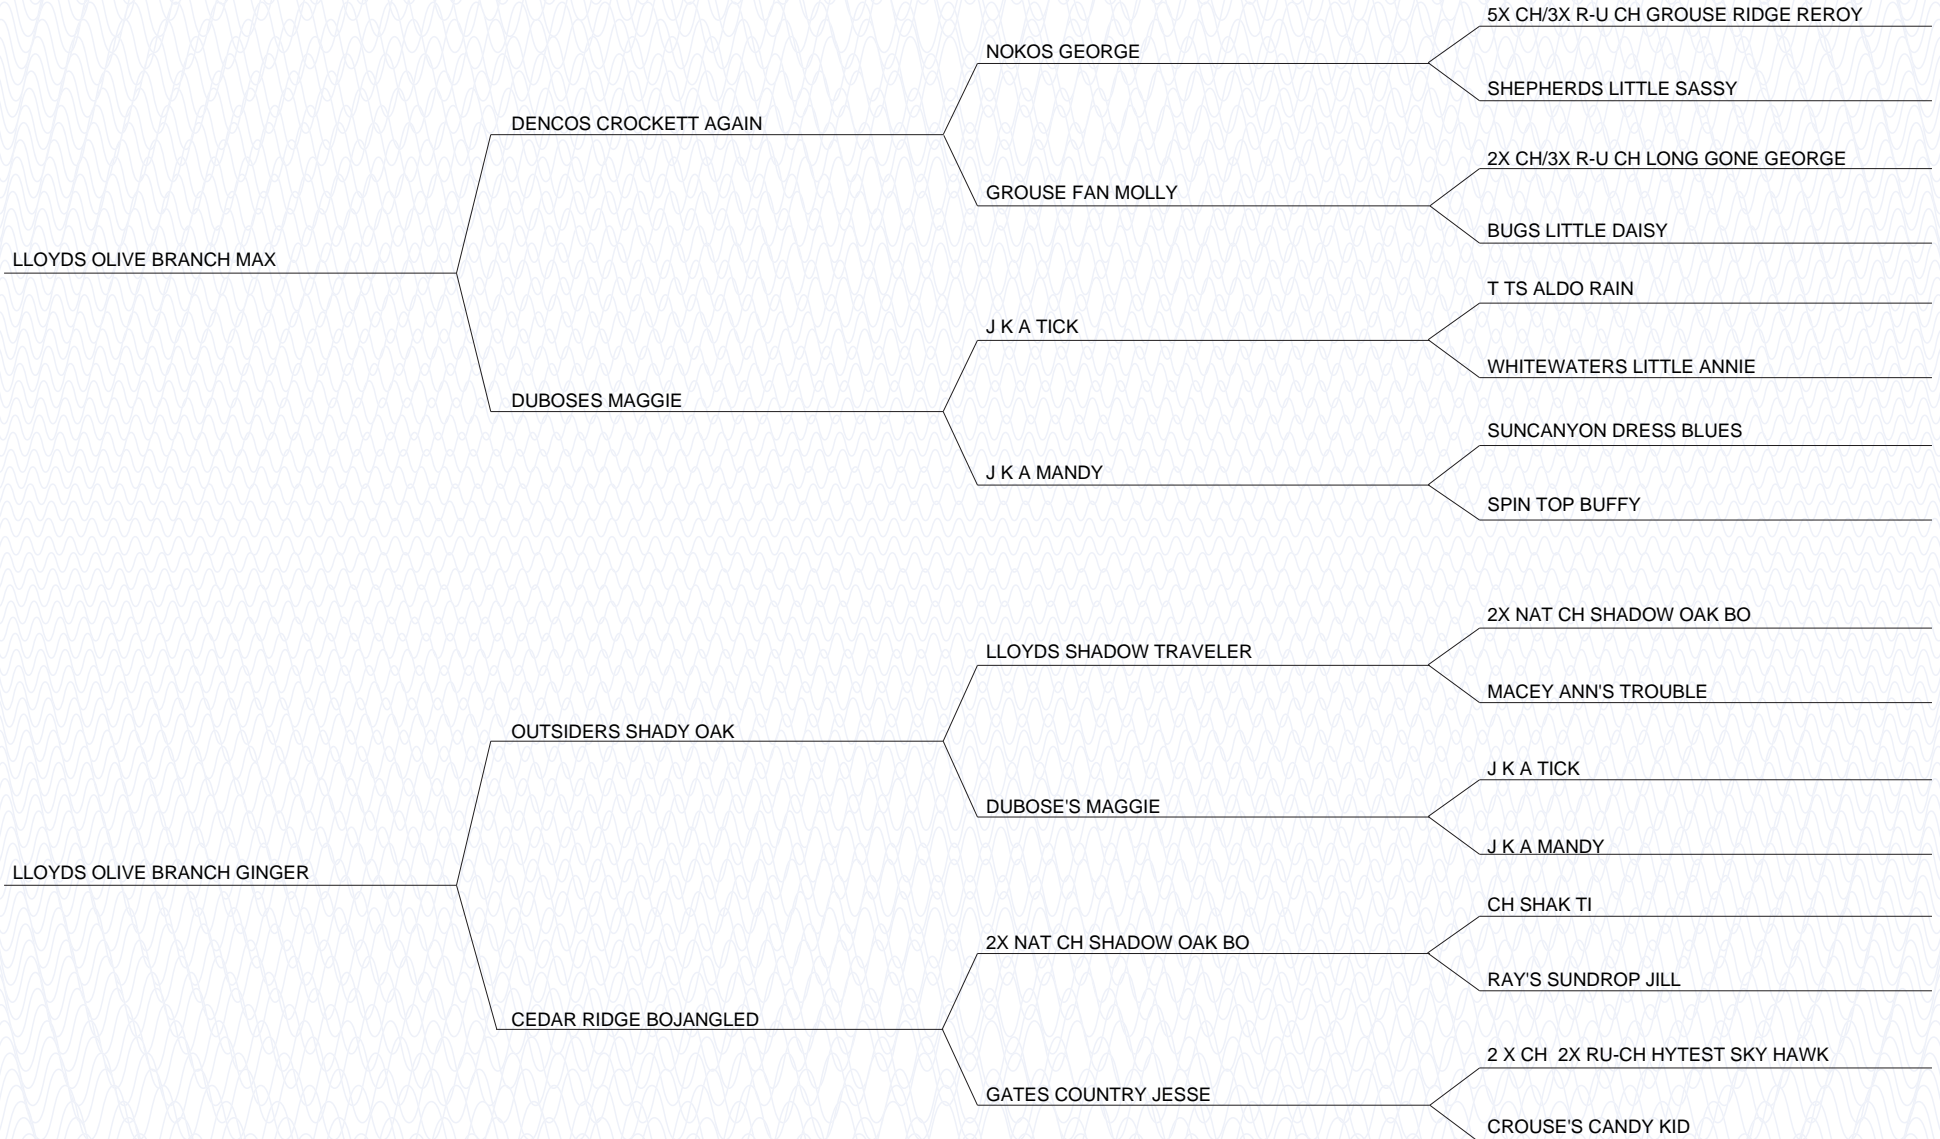 5X CH/3X R-U CH GROUSE RIDGE REROY
NOKOS GEORGE
SHEPHERDS LITTLE SASSY
DENCOS CROCKETT AGAIN
2X CH/3X R-U CH LONG GONE GEORGE
GROUSE FAN MOLLY
BUGS LITTLE DAISY
LLOYDS OLIVE BRANCH MAX
T TS ALDO RAIN
J K A TICK
WHITEWATERS LITTLE ANNIE
DUBOSES MAGGIE
SUNCANYON DRESS BLUES
J K A MANDY
SPIN TOP BUFFY
2X NAT CH SHADOW OAK BO
LLOYDS SHADOW TRAVELER
MACEY ANN'S TROUBLE
OUTSIDERS SHADY OAK
J K A TICK
DUBOSE'S MAGGIE
J K A MANDY
LLOYDS OLIVE BRANCH GINGER
CH SHAK TI
2X NAT CH SHADOW OAK BO
RAY'S SUNDROP JILL
CEDAR RIDGE BOJANGLED
2 X CH  2X RU-CH HYTEST SKY HAWK
GATES COUNTRY JESSE
CROUSE'S CANDY KID